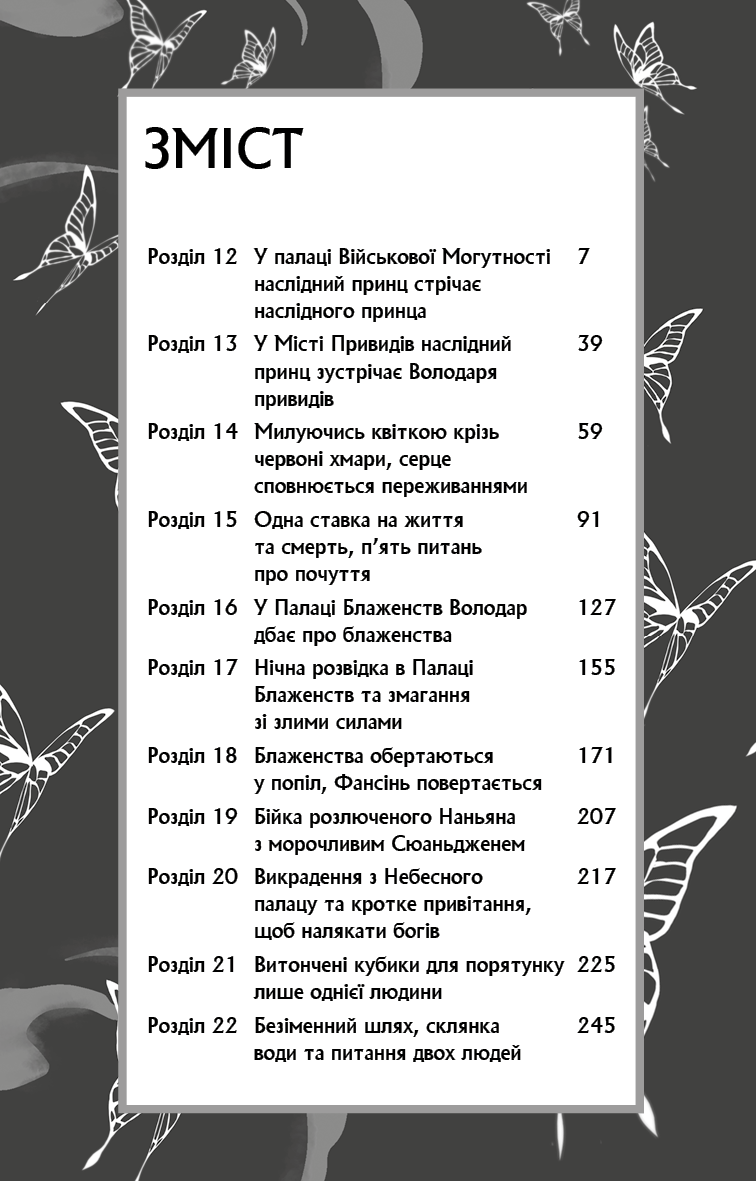 ЗМІСТ
Розділ 12 У палаці Військової Могутності 7
наслідний принц стрічає
наслідного принца
Розділ 13 У Місті Привидів наслідний 39
принц зустрічає Володаря
привидів
Розділ 14 Милуючись квіткою крізь 59
червоні хмари, серце
сповнюється переживаннями
Розділ 15 Одна ставка на життя 91
та смерть, п’ять питань
про почуття
Розділ 16 У Палаці Блаженств Володар 127
дбає про блаженства
Розділ 17 Нічна розвідка в Палаці 155
Блаженств та змагання
зі злими силами
Розділ 18 Блаженства обертаються 171
у попіл, Фансінь повертається
Розділ 19 Бійка розлюченого Наньяна 207
з морочливим Сюаньдженем
Розділ 20 Викрадення з Небесного 217
палацу та кротке привітання,
щоб налякати богів
Розділ 21 Витончені кубики для порятунку 225
лише однієї людини
Розділ 22 Безіменний шлях, склянка 245
води та питання двох людей